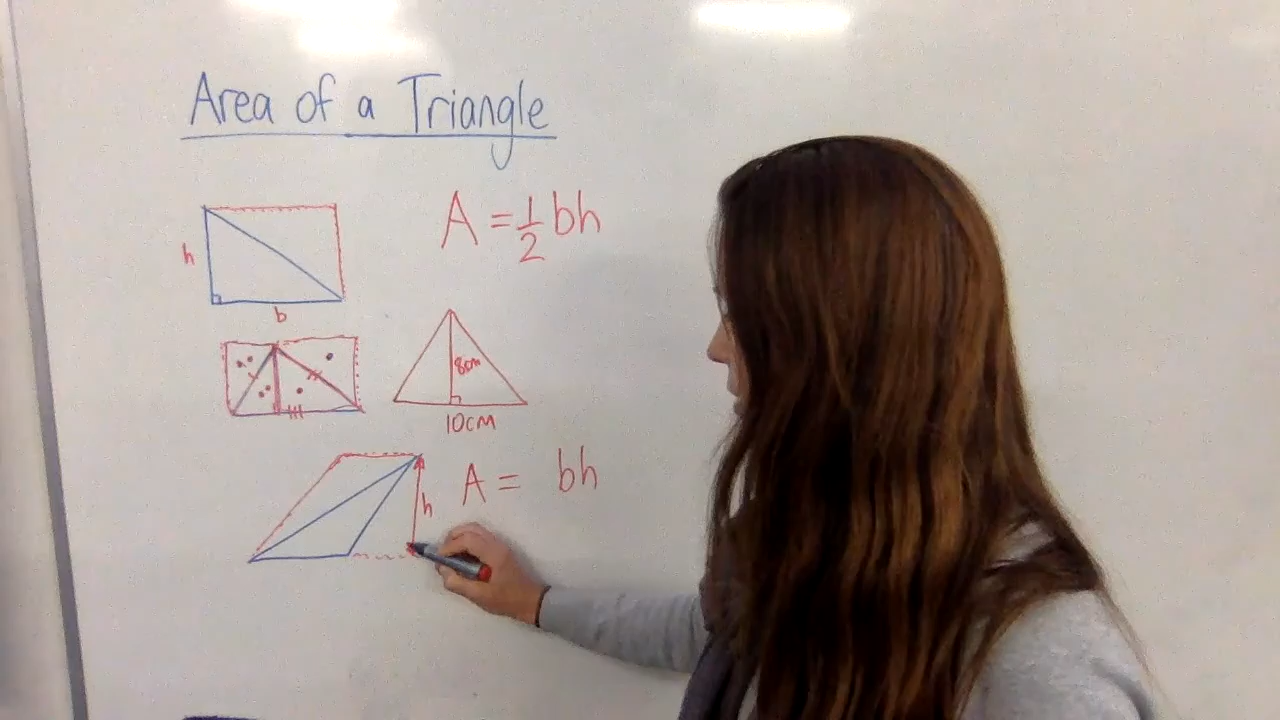 Area of a Triangle
A = 1/2 bh
h
b
8cm
10cm
A = bh
h